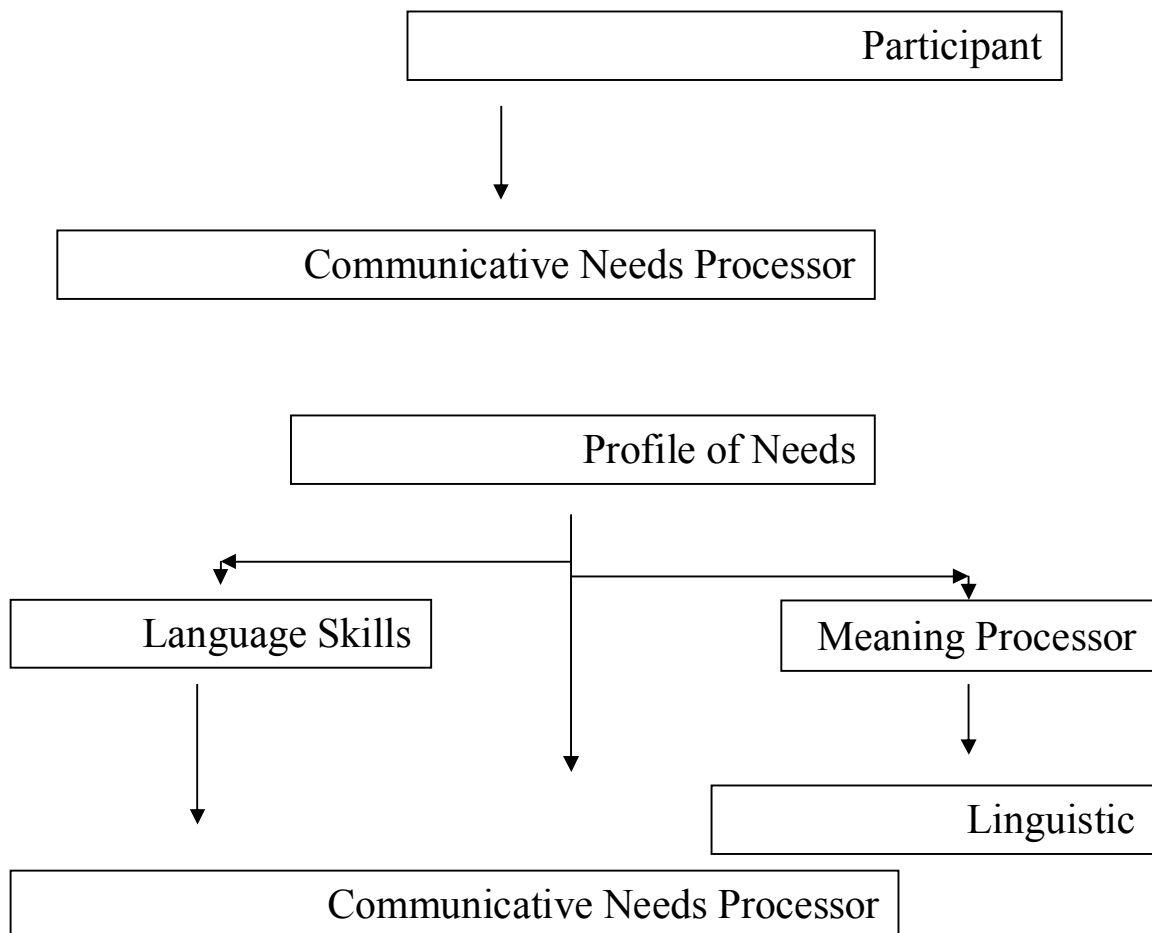 Participant
Communicative Needs Processor
Profile of Needs
Language Skills
Meaning Processor
Linguistic
Communicative Needs Processor